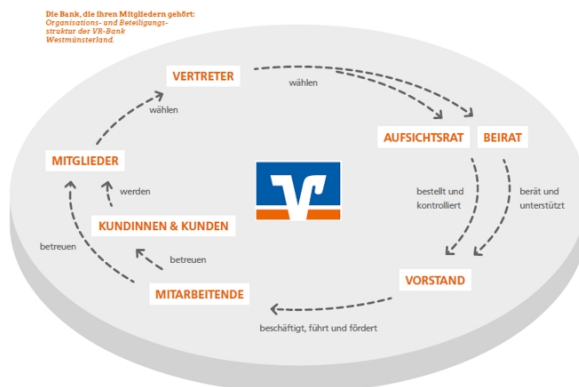 Die Bank, die ihren Mitgliedern gehört:
Organisations- und Beteiligungs-
struktur der VR-Bank
Westmünsterland.
VERTRETER
wählen
wählen
AUFSICHTSRAT
BEIRAT
MITGLIEDER
werden
bestellt und
kontrolliert
berät und
unterstützt
KUNDINNEN & KUNDEN
betreuen
betreuen
MITARBEITENDE
VORSTAND
beschäftigt, führt und fördert